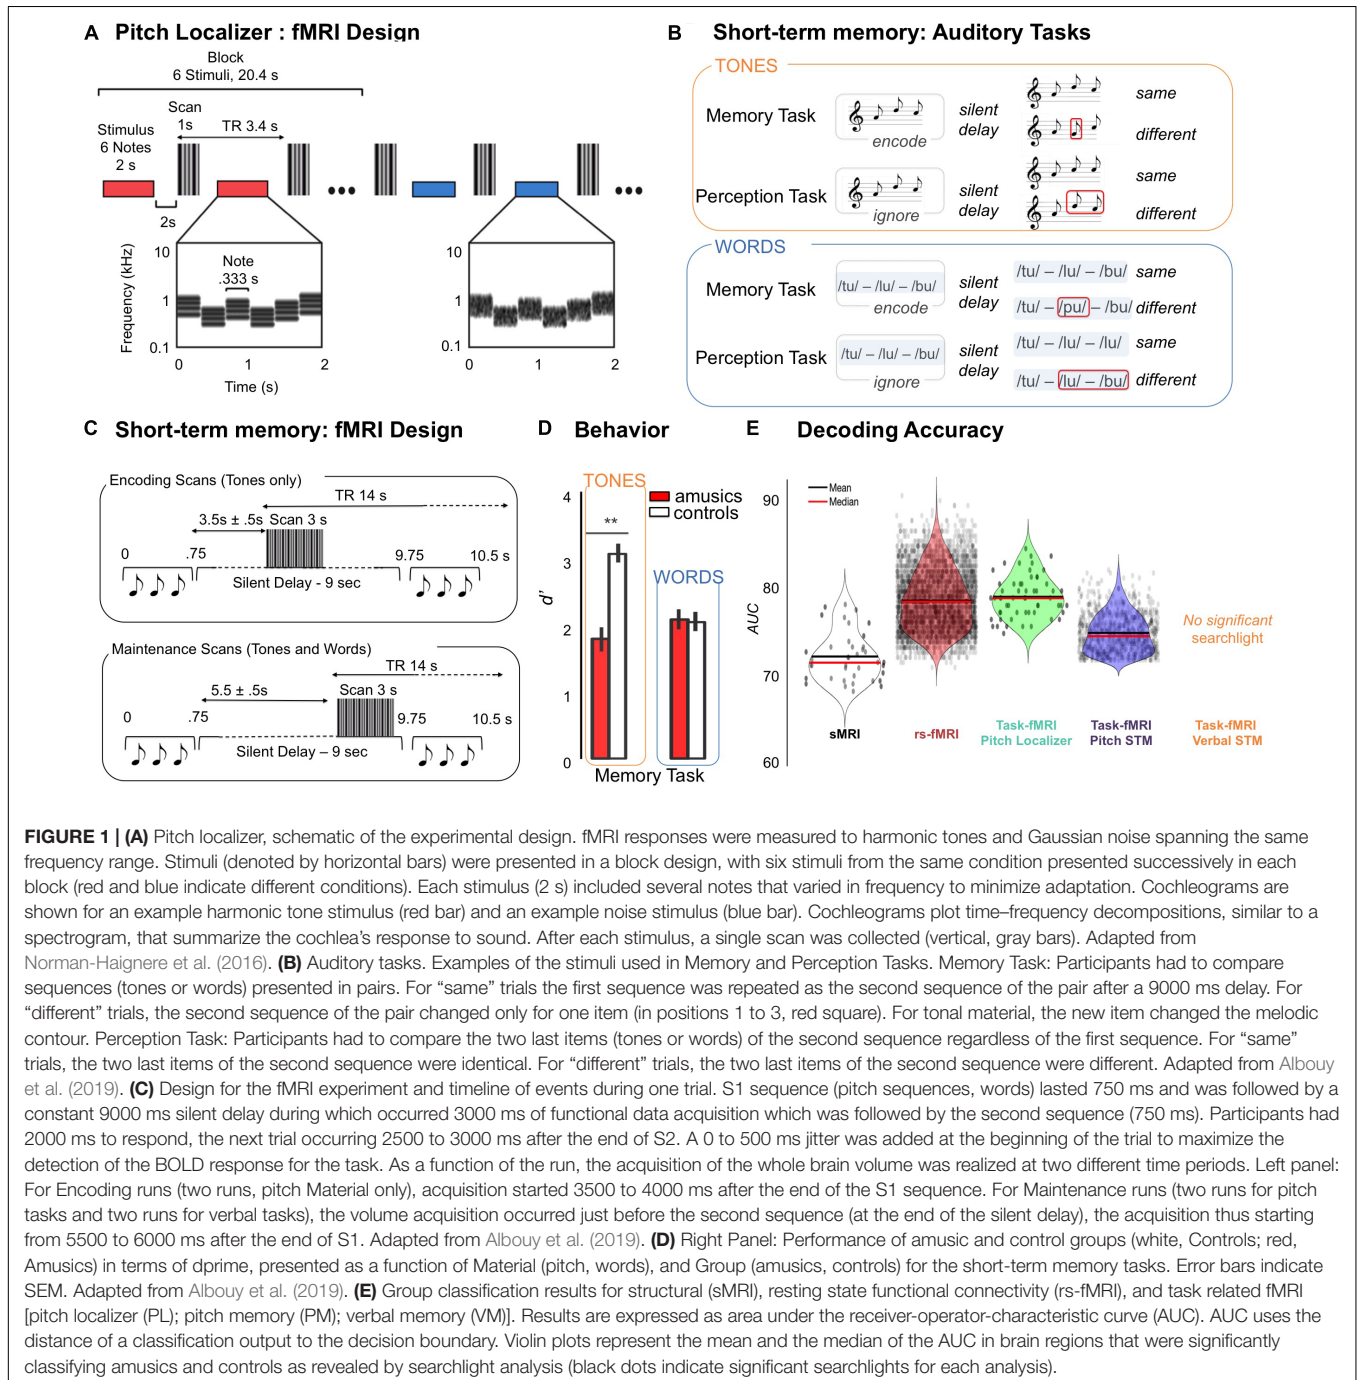 A Pitch Localizer : fMRI Design
Block
6 Stimuli, 20.4 s
Scan
1s
TR 3.4 s
Stimulus
6 Notes
2 s
2s
Frequency (kHz)
10
1
0.1
Note
.333 s
0 1 2
Time (s)
10
1
0.1
0 1 2
B Short-term memory: Auditory Tasks
TONES
Memory Task
encode
silent
delay
same
different
Perception Task
ignore
silent
delay
same
different
WORDS
Memory Task
/tu/ – /lu/ – /bu/
encode
silent
delay
/tu/ – /lu/ – /bu/ same
/tu/ – /pu/ – /bu/ different
Perception Task
/tu/ – /lu/ – /bu/
ignore
silent
delay
/tu/ – /lu/ – /lu/ same
/tu/ – /lu/ – /bu/ different
C Short-term memory: fMRI Design
Encoding Scans (Tones only)
TR 14 s
3.5s ± .5s Scan 3 s
0 .75 9.75 10.5 s
Silent Delay - 9 sec
Maintenance Scans (Tones and Words)
TR 14 s
5.5 ± .5s Scan 3 s
0 .75 9.75 10.5 s
Silent Delay – 9 sec
D Behavior
TONES
amusics
controls
**
WORDS
d'
4
3
2
1
0
Memory Task
E Decoding Accuracy
Mean
Median
AUC
90
80
70
60
No significant
searchlight
sMRI
rs-fMRI
Task-fMRI
Pitch Localizer
Task-fMRI
Pitch STM
Task-fMRI
Verbal STM
FIGURE 1 | (A) Pitch localizer, schematic of the experimental design. fMRI responses were measured to harmonic tones and Gaussian noise spanning the same
frequency range. Stimuli (denoted by horizontal bars) were presented in a block design, with six stimuli from the same condition presented successively in each
block (red and blue indicate different conditions). Each stimulus (2 s) included several notes that varied in frequency to minimize adaptation. Cochleograms are
shown for an example harmonic tone stimulus (red bar) and an example noise stimulus (blue bar). Cochleograms plot time–frequency decompositions, similar to a
spectrogram, that summarize the cochlea's response to sound. After each stimulus, a single scan was collected (vertical, gray bars). Adapted from
Norman-Haignere et al. (2016). (B) Auditory tasks. Examples of the stimuli used in Memory and Perception Tasks. Memory Task: Participants had to compare
sequences (tones or words) presented in pairs. For “same” trials the first sequence was repeated as the second sequence of the pair after a 9000 ms delay. For
“different” trials, the second sequence of the pair changed only for one item (in positions 1 to 3, red square). For tonal material, the new item changed the melodic
contour. Perception Task: Participants had to compare the two last items (tones or words) of the second sequence regardless of the first sequence. For “same”
trials, the two last items of the second sequence were identical. For “different” trials, the two last items of the second sequence were different. Adapted from Albouy
et al. (2019). (C) Design for the fMRI experiment and timeline of events during one trial. S1 sequence (pitch sequences, words) lasted 750 ms and was followed by a
constant 9000 ms silent delay during which occurred 3000 ms of functional data acquisition which was followed by the second sequence (750 ms). Participants had
2000 ms to respond, the next trial occurring 2500 to 3000 ms after the end of S2. A 0 to 500 ms jitter was added at the beginning of the trial to maximize the
detection of the BOLD response for the task. As a function of the run, the acquisition of the whole brain volume was realized at two different time periods. Left panel:
For Encoding runs (two runs, pitch Material only), acquisition started 3500 to 4000 ms after the end of the S1 sequence. For Maintenance runs (two runs for pitch
tasks and two runs for verbal tasks), the volume acquisition occurred just before the second sequence (at the end of the silent delay), the acquisition thus starting
from 5500 to 6000 ms after the end of S1. Adapted from Albouy et al. (2019). (D) Right Panel: Performance of amusic and control groups (white, Controls; red,
Amusics) in terms of dprime, presented as a function of Material (pitch, words), and Group (amusics, controls) for the short-term memory tasks. Error bars indicate
SEM. Adapted from Albouy et al. (2019). (E) Group classification results for structural (sMRI), resting state functional connectivity (rs-fMRI), and task related fMRI
[pitch localizer (PL); pitch memory (PM); verbal memory (VM)]. Results are expressed as area under the receiver-operator-characteristic curve (AUC). AUC uses the
distance of a classification output to the decision boundary. Violin plots represent the mean and the median of the AUC in brain regions that were significantly
classifying amusics and controls as revealed by searchlight analysis (black dots indicate significant searchlights for each analysis).